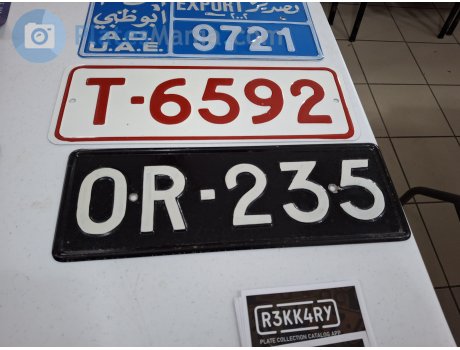 أبوظبي
EXPORT تصدير
A.D.
U.A.E.
9721
T-6592
OR-235
R3KK4RY
PLATE COLLECTION CATALOG APP